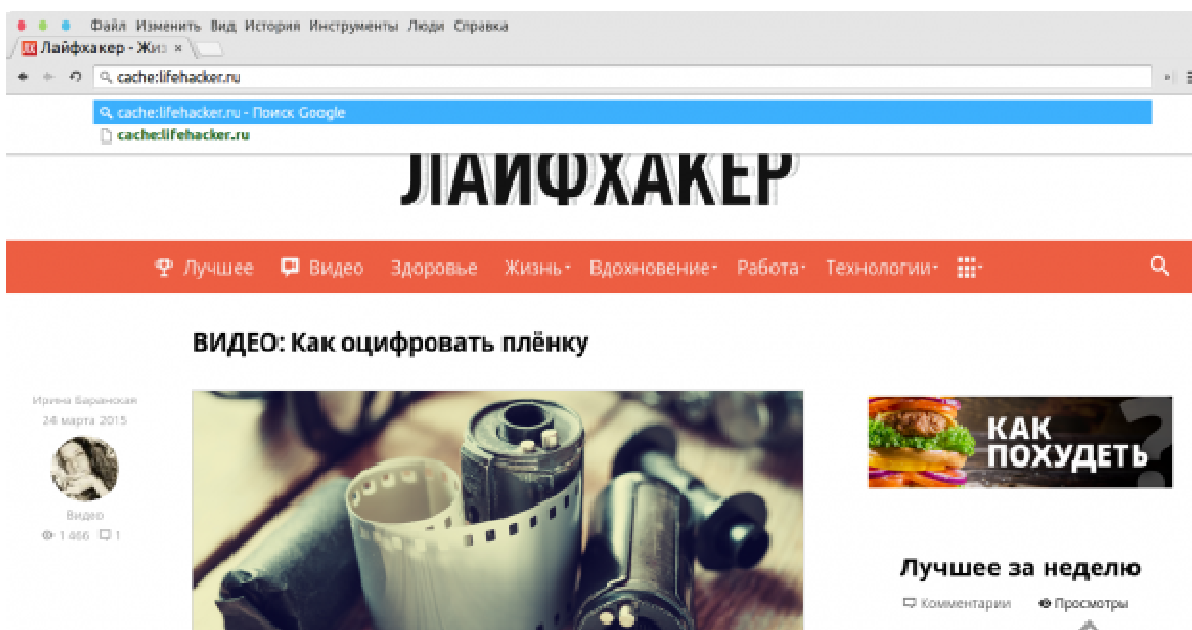 Файл Изменить Вид История Инструменты Люди Справка
ЛХ Лайфхакер - Жиз ×
cache:lifehacker.ru
cache:lifehacker.ru - Поиск Google
cache:lifehacker.ru
ЛАЙФХАКЕР
Лучшее Видео Здоровье Жизнь Вдохновение Работа Технологии
ВИДЕО: Как оцифровать плёнку
Ирина Баранская
24 марта 2015
Видео
1 466 1
КАК
ПОХУДЕТЬ
?
Лучшее за неделю
Комментарии Просмотры